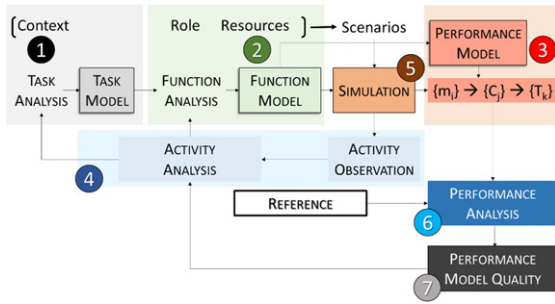 Context
Role Resources
Scenarios
1
2
3
5
TASK
ANALYSIS
TASK
MODEL
FUNCTION
ANALYSIS
FUNCTION
MODEL
SIMULATION
PERFORMANCE
MODEL
{mi} → {Cj} → {Tk}
4
ACTIVITY
ANALYSIS
ACTIVITY
OBSERVATION
REFERENCE
6
PERFORMANCE
ANALYSIS
7
PERFORMANCE
MODEL QUALITY